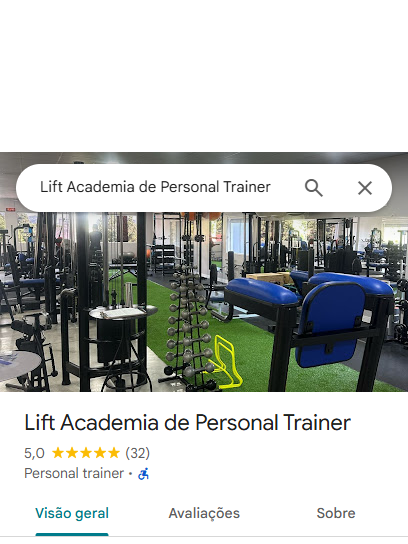 Lift Academia de Personal Trainer
Lift Academia de Personal Trainer
5,0 ★★★★★ (32)
Personal trainer ·
Visão geral Avaliações Sobre